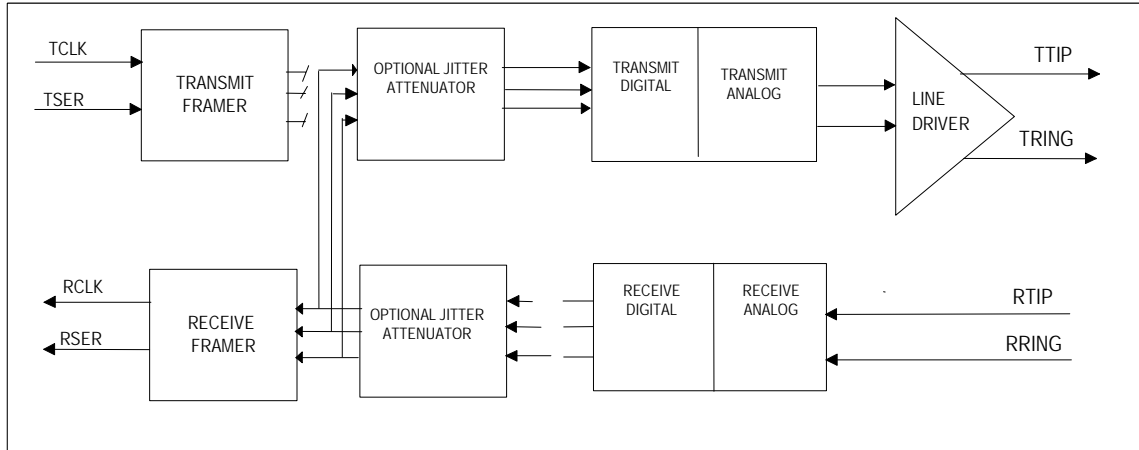 TCLK
TSER
TRANSMIT
FRAMER
OPTIONAL JITTER
ATTENUATOR
TRANSMIT
DIGITAL
TRANSMIT
ANALOG
LINE
DRIVER
TTIP
TRING
RCLK
RSER
RECEIVE
FRAMER
OPTIONAL JITTER
ATTENUATOR
RECEIVE
DIGITAL
RECEIVE
ANALOG
RTIP
RRING